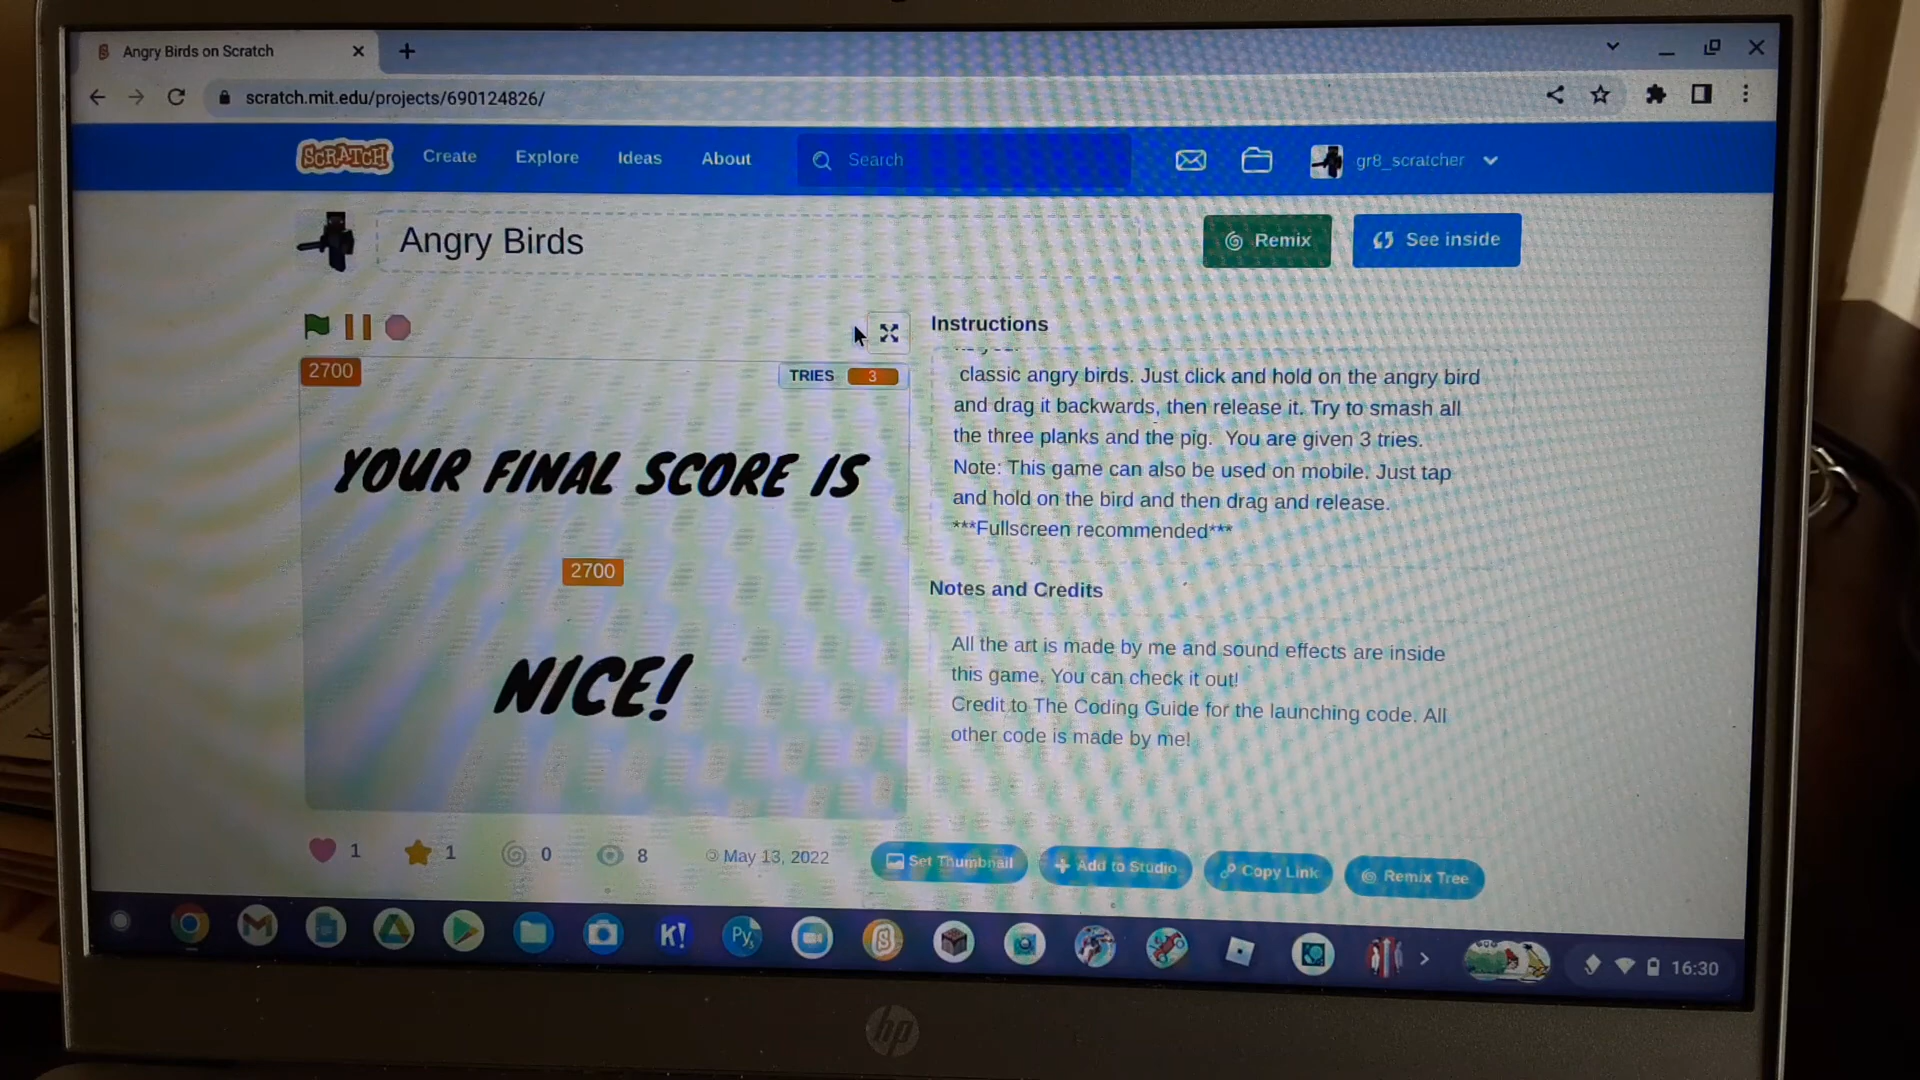 Angry Birds on Scratch
scratch.mit.edu/projects/690124826/
SCRATCH Create Explore Ideas About Search gr8_scratcher
Angry Birds
Remix See inside
2700
TRIES 3
YOUR FINAL SCORE IS
2700
NICE!
Instructions
classic angry birds. Just click and hold on the angry bird
and drag it backwards, then release it. Try to smash all
the three planks and the pig. You are given 3 tries.
Note: This game can also be used on mobile. Just tap
and hold on the bird and then drag and release.
***Fullscreen recommended***
Notes and Credits
All the art is made by me and sound effects are inside
this game. You can check it out!
Credit to The Coding Guide for the launching code. All
other code is made by me!
1 1 0 8 © May 13, 2022
Set Thumbnail Add to Studio Copy Link Remix Tree
K! Py
16:30
hp